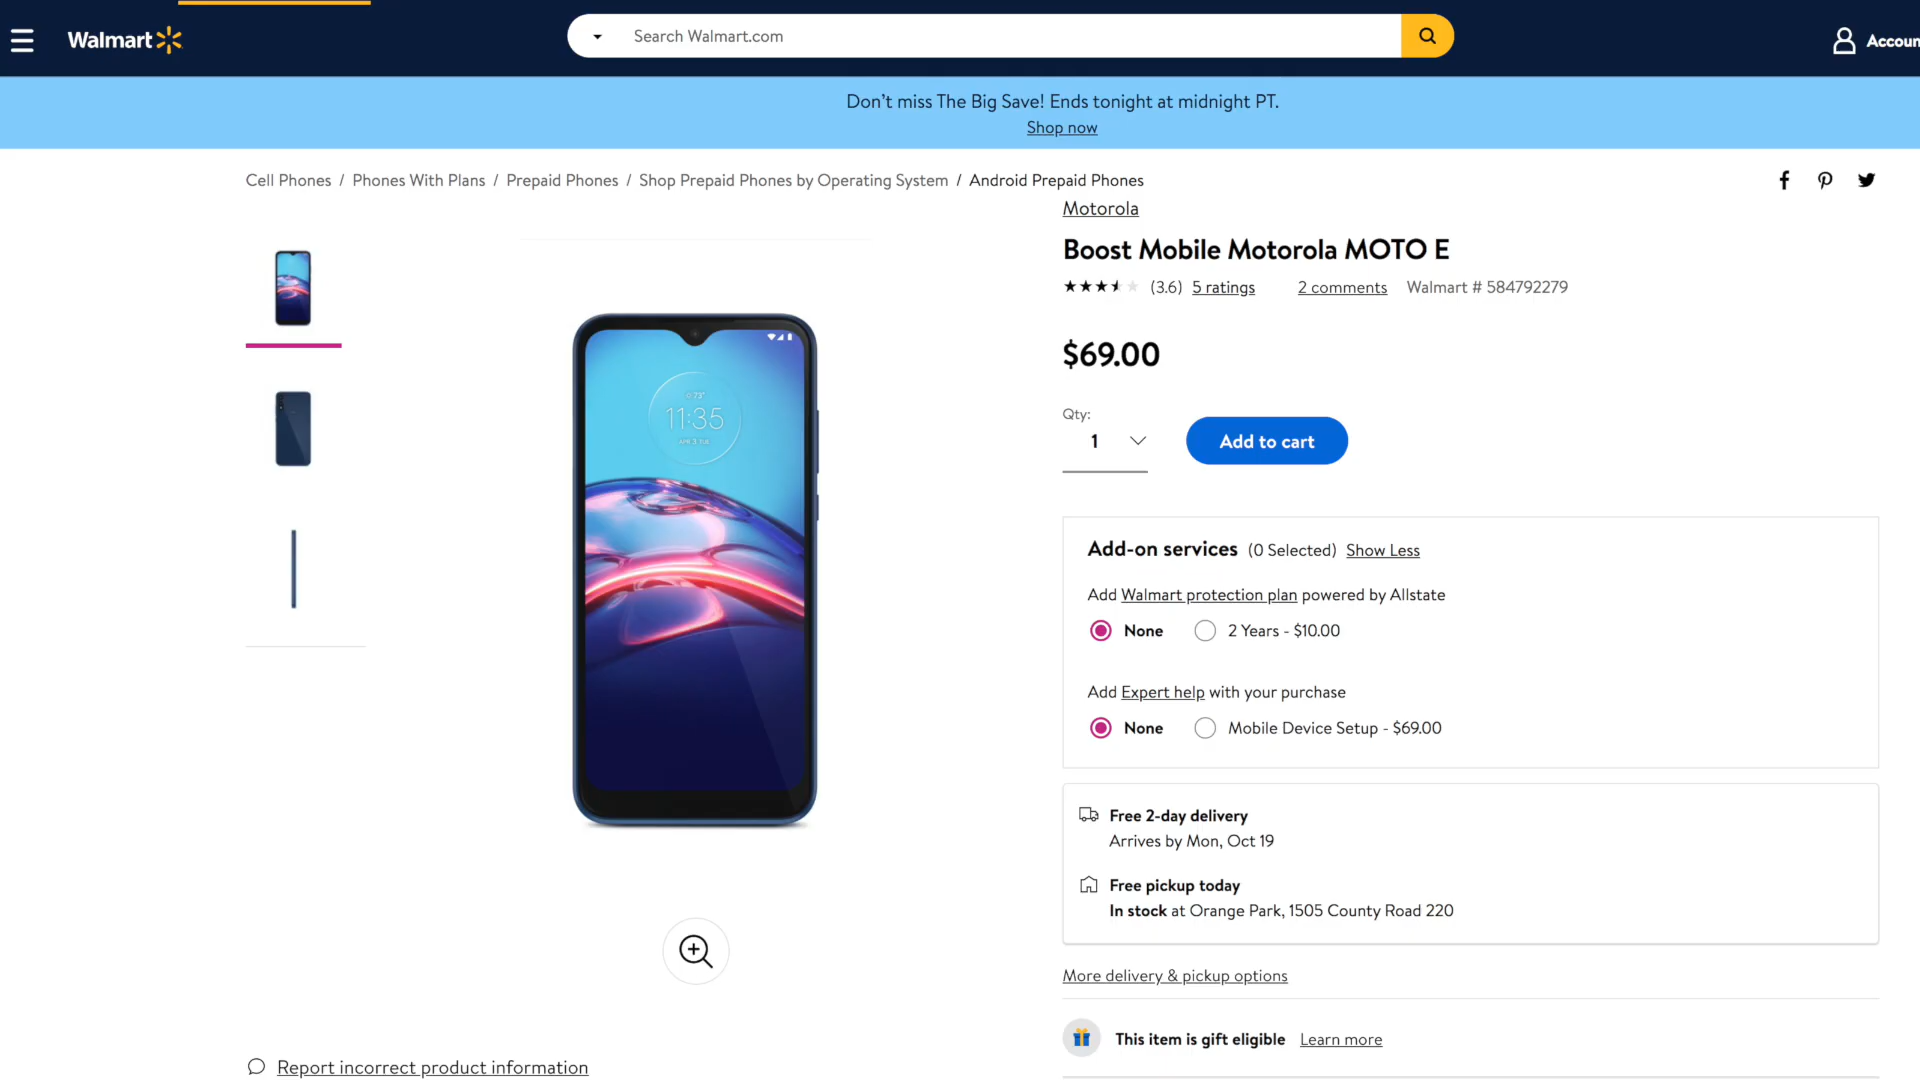 Walmart
Search Walmart.com
Accoun
Don't miss The Big Save! Ends tonight at midnight PT.
Shop now
Cell Phones / Phones With Plans / Prepaid Phones / Shop Prepaid Phones by Operating System / Android Prepaid Phones
Motorola
Boost Mobile Motorola MOTO E
(3.6) 5 ratings 2 comments Walmart # 584792279
$69.00
Qty:
1
Add to cart
73°
11:35
APR 3 TUE
Add-on services (0 Selected) Show Less
Add Walmart protection plan powered by Allstate
None 2 Years - $10.00
Add Expert help with your purchase
None Mobile Device Setup - $69.00
Free 2-day delivery
Arrives by Mon, Oct 19
Free pickup today
In stock at Orange Park, 1505 County Road 220
More delivery & pickup options
This item is gift eligible Learn more
Report incorrect product information